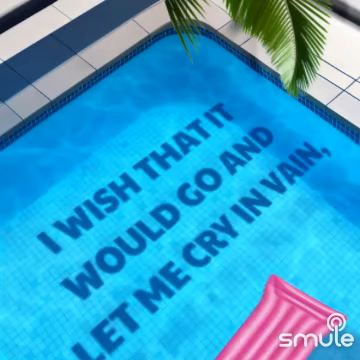 I WISH THAT IT
WOULD GO AND
LET ME CRY IN VAIN,
smule